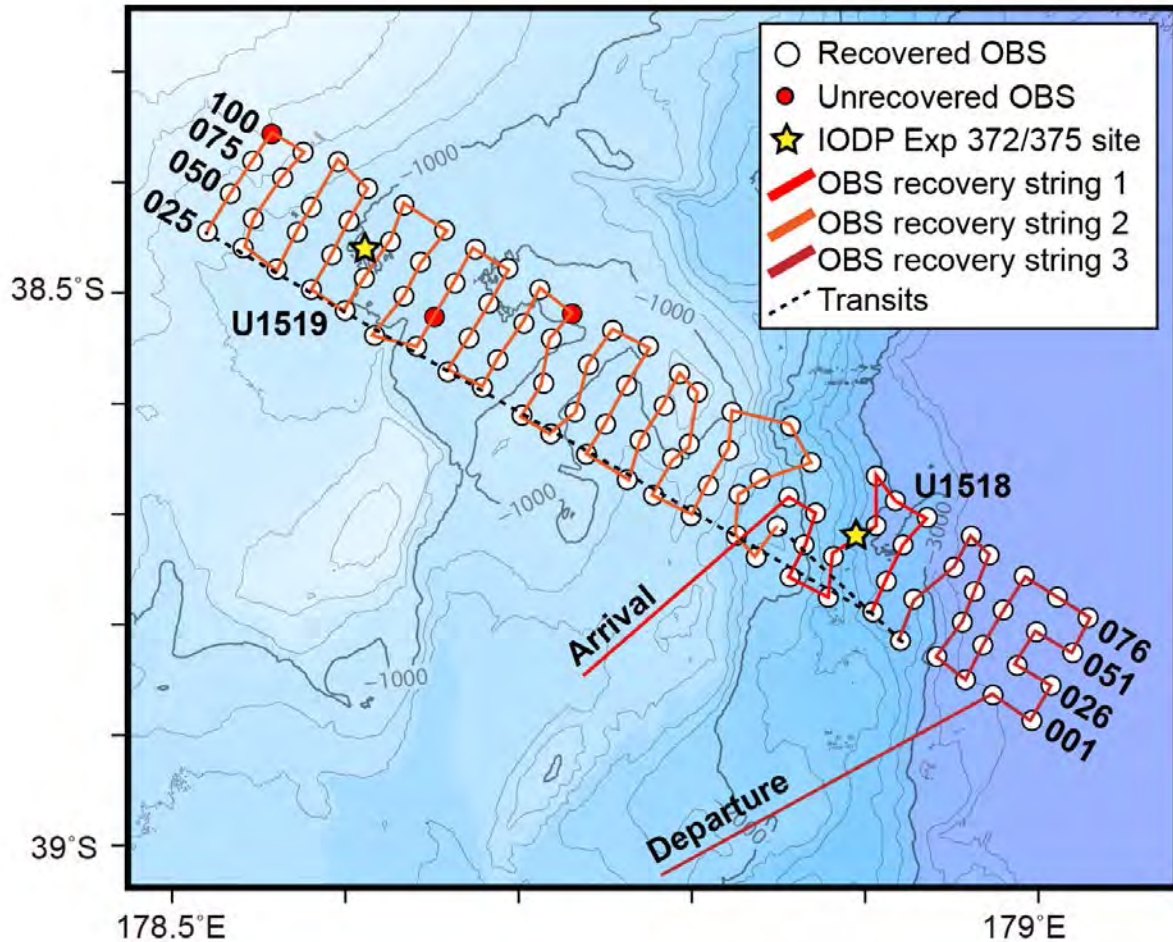 Recovered OBS
Unrecovered OBS
IODP Exp 372/375 site
OBS recovery string 1
OBS recovery string 2
OBS recovery string 3
Transits
100
075
050
025
−1000
−1000
38.5˚S
U1519
−1000
U1518
3000
Arrival
−1000
076
051
026
001
Departure
39˚S
178.5˚E
179˚E